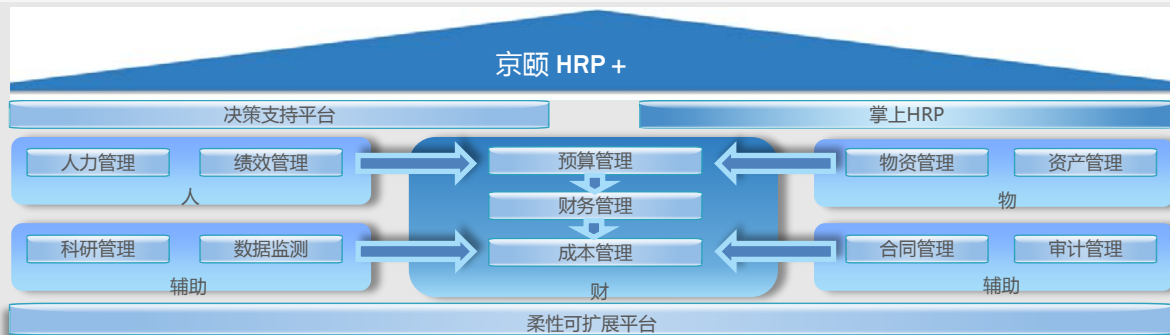 京颐 HRP +
决策支持平台
掌上HRP
人力管理
绩效管理
人
预算管理
财务管理
成本管理
财
物资管理
资产管理
物
科研管理
数据监测
辅助
合同管理
审计管理
辅助
柔性可扩展平台